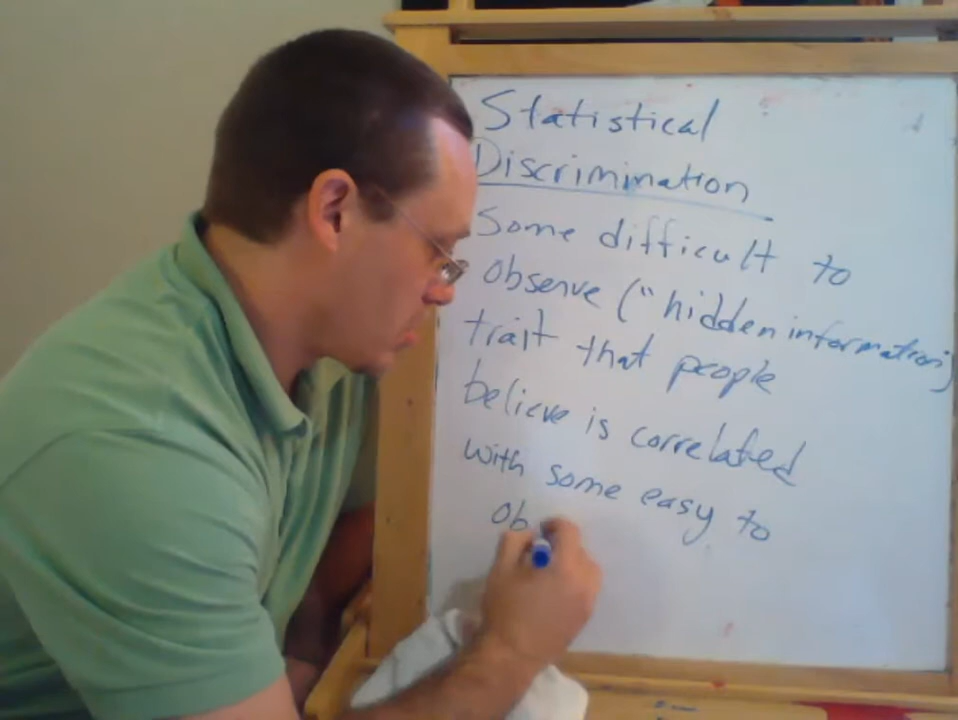 Statistical
Discrimination
Some difficult to
observe ("hidden information")
trait that people
believe is correlated
with some easy to
ob